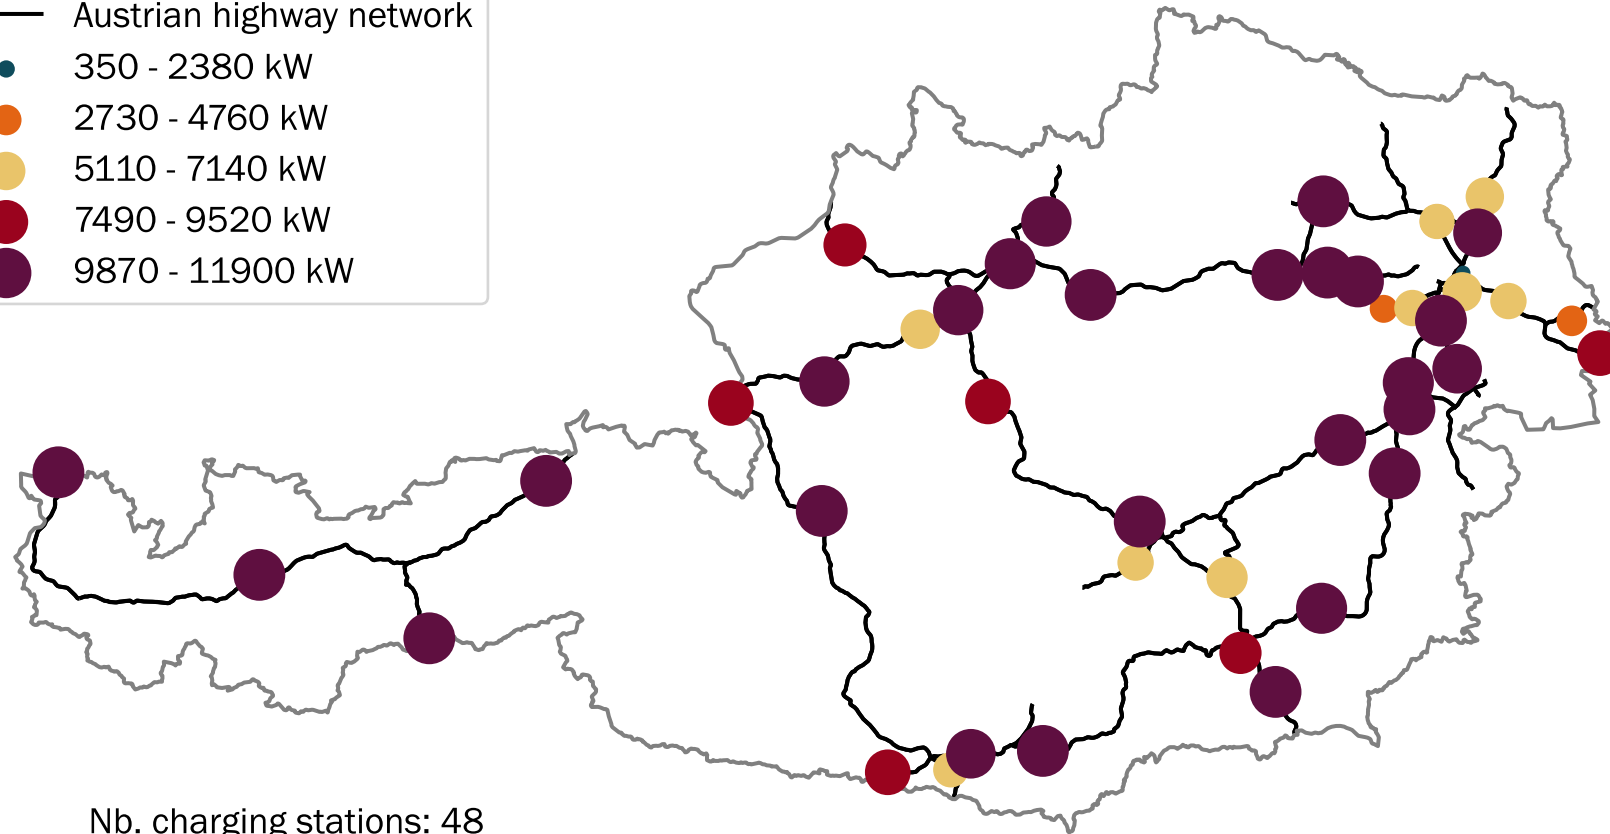 Austrian highway network
350 - 2380 kW
2730 - 4760 kW
5110 - 7140 kW
7490 - 9520 kW
9870 - 11900 kW
Nb. charging stations: 48